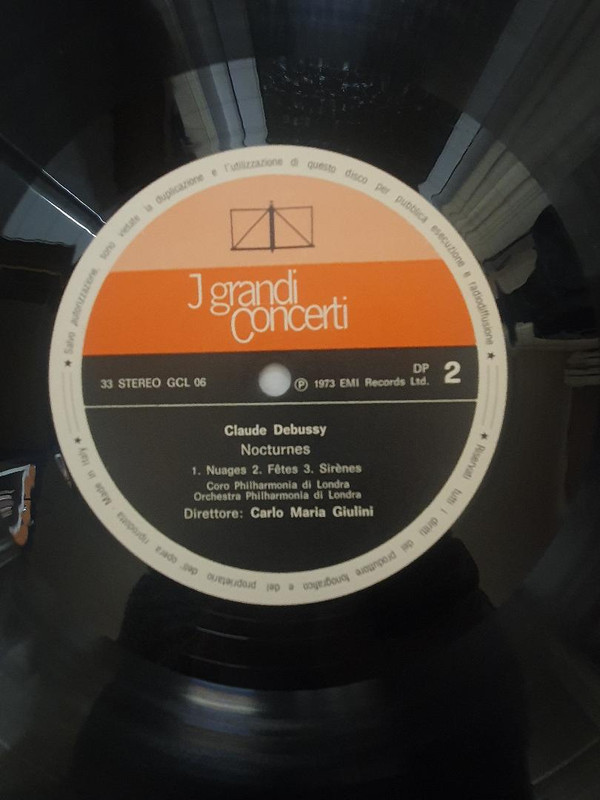 ★ Salvo autorizzazione, sono vietate la duplicazione e l'utilizzazione di questo disco per pubblica esecuzione e radiodiffusione ★
J grandi
Concerti
33 STEREO GCL 06
Ⓟ 1973 EMI Records Ltd.
DP
2
Claude Debussy
Nocturnes
1. Nuages 2. Fêtes 3. Sirènes
Coro Philharmonia di Londra
Orchestra Philharmonia di Londra
Direttore: Carlo Maria Giulini
★ Riservati tutti i diritti del produttore fonografico e del proprietario dell'opera riprodotta · Made in Italy ★